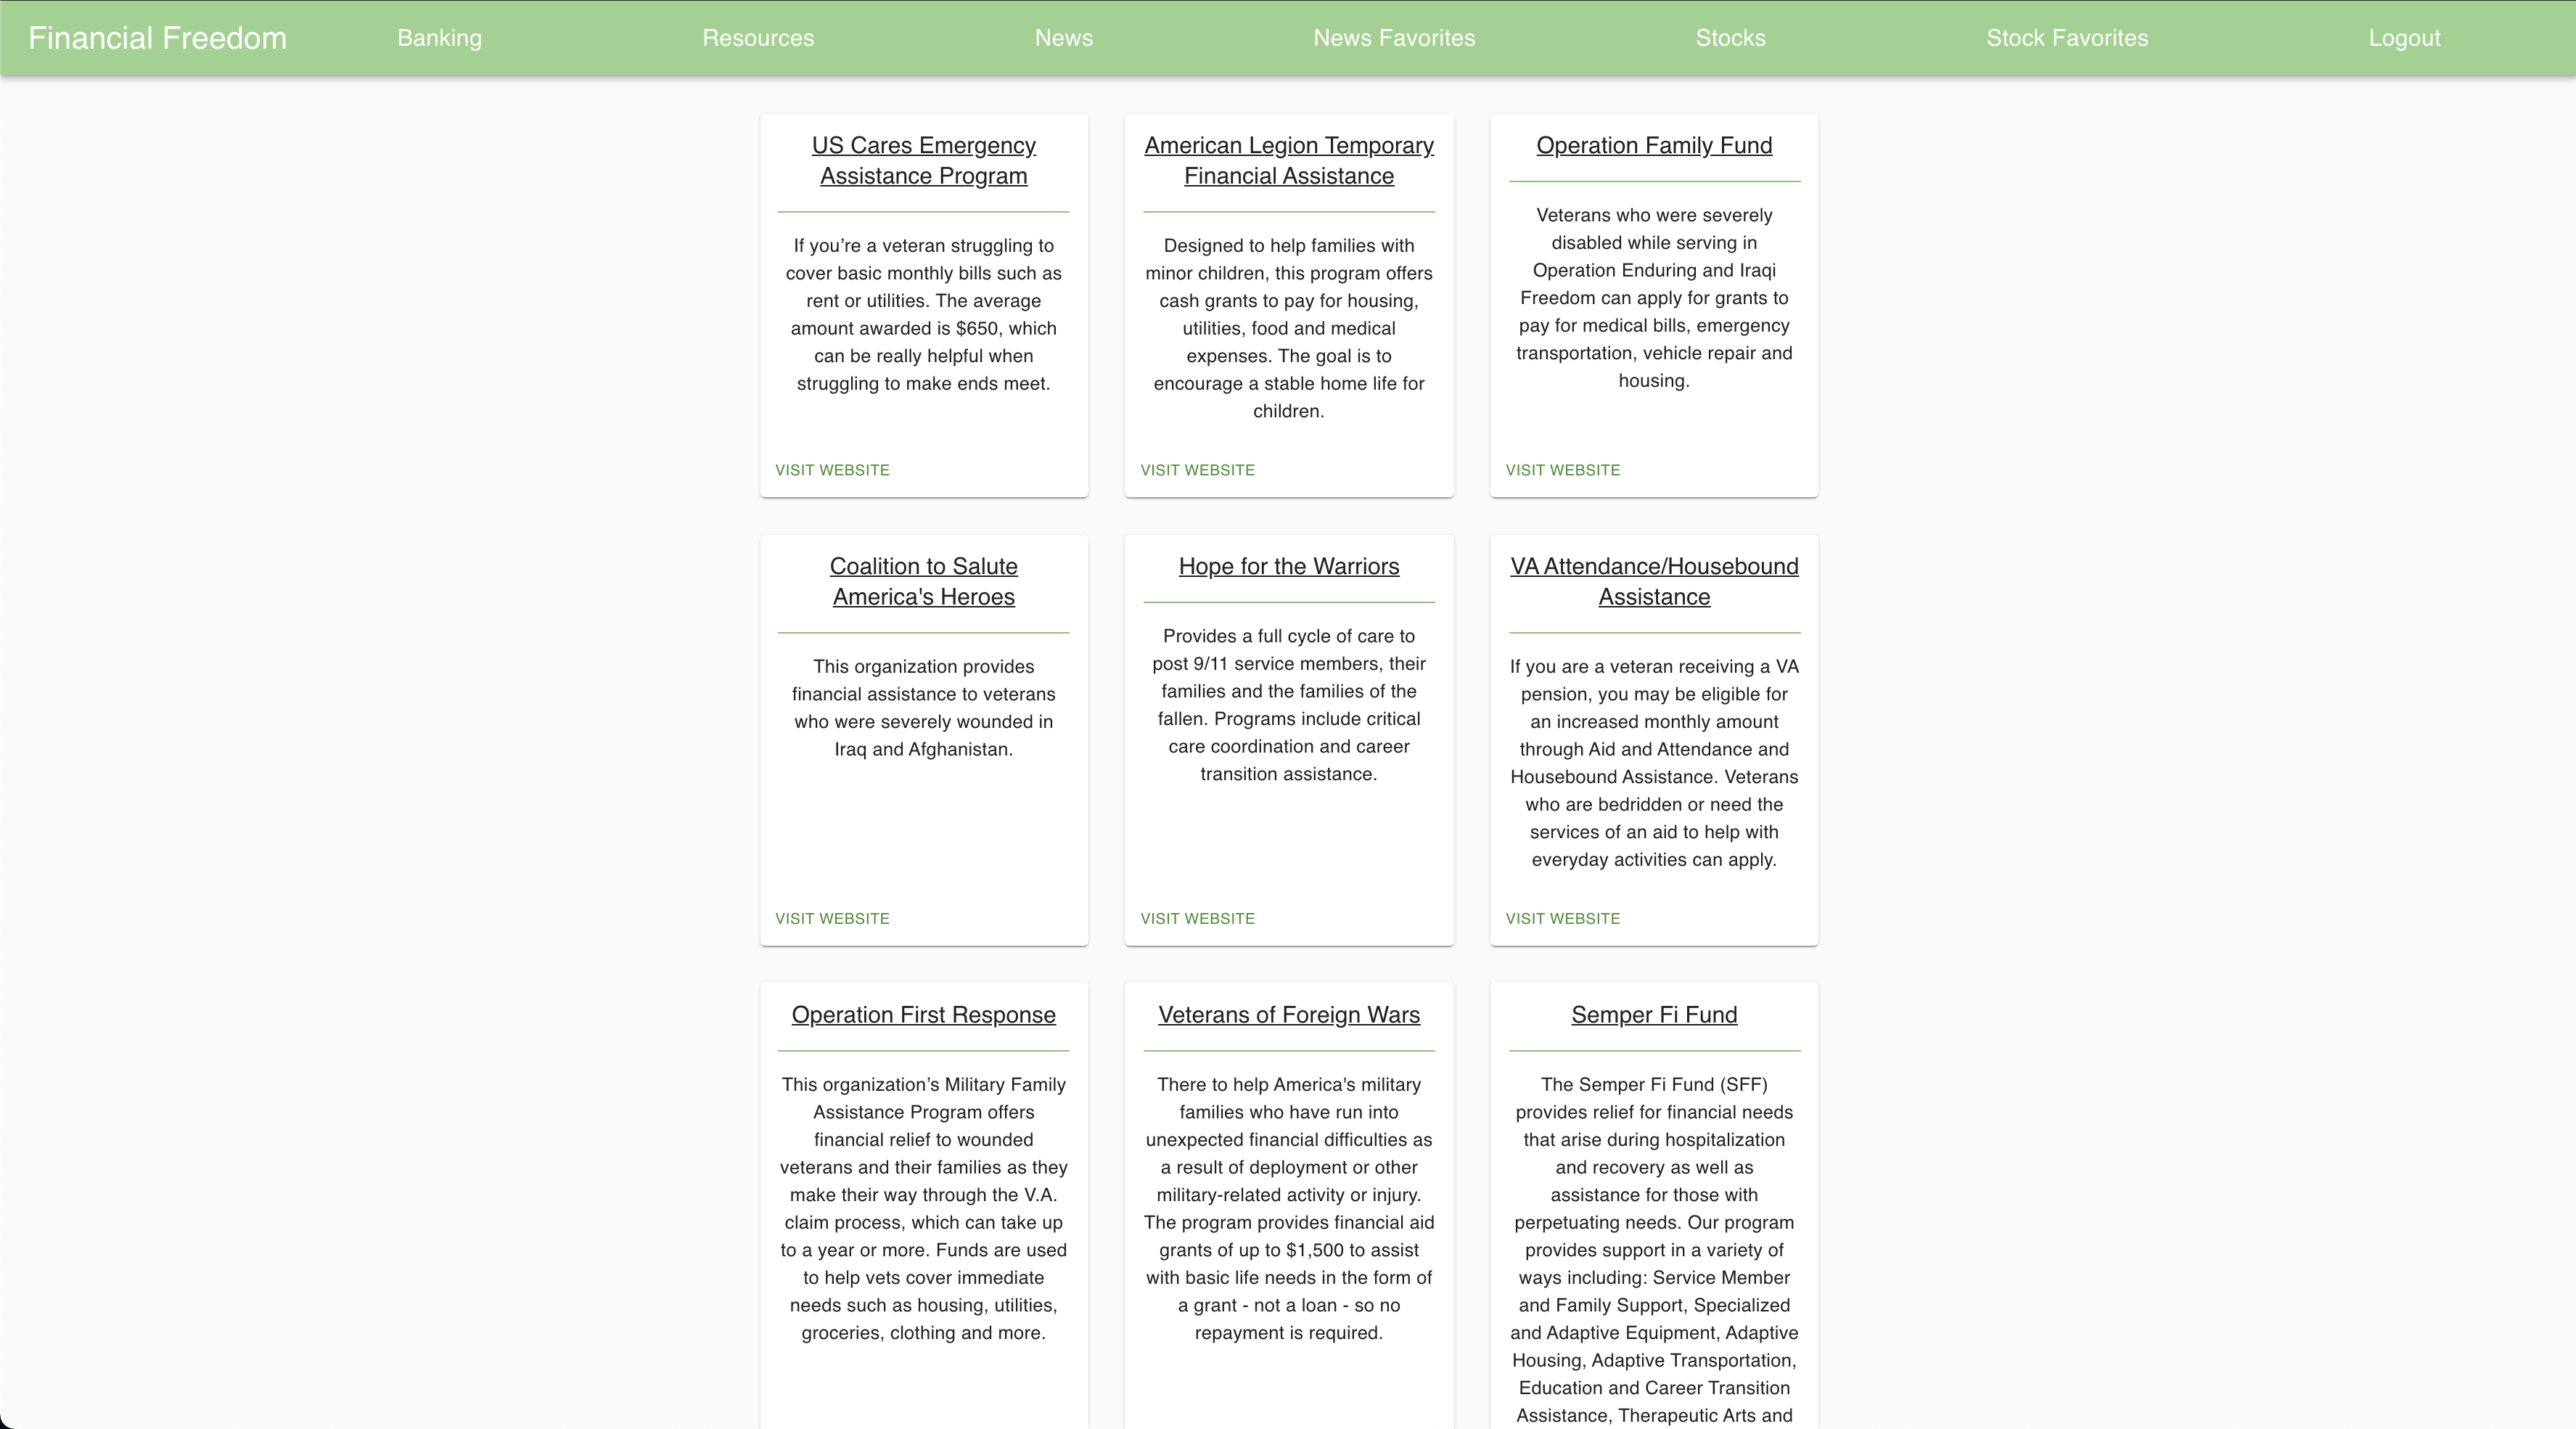 Financial Freedom Banking Resources News News Favorites Stocks Stock Favorites Logout
US Cares Emergency
Assistance Program
If you’re a veteran struggling to
cover basic monthly bills such as
rent or utilities. The average
amount awarded is $650, which
can be really helpful when
struggling to make ends meet.
VISIT WEBSITE
American Legion Temporary
Financial Assistance
Designed to help families with
minor children, this program offers
cash grants to pay for housing,
utilities, food and medical
expenses. The goal is to
encourage a stable home life for
children.
VISIT WEBSITE
Operation Family Fund
Veterans who were severely
disabled while serving in
Operation Enduring and Iraqi
Freedom can apply for grants to
pay for medical bills, emergency
transportation, vehicle repair and
housing.
VISIT WEBSITE
Coalition to Salute
America's Heroes
This organization provides
financial assistance to veterans
who were severely wounded in
Iraq and Afghanistan.
VISIT WEBSITE
Hope for the Warriors
Provides a full cycle of care to
post 9/11 service members, their
families and the families of the
fallen. Programs include critical
care coordination and career
transition assistance.
VISIT WEBSITE
VA Attendance/Housebound
Assistance
If you are a veteran receiving a VA
pension, you may be eligible for
an increased monthly amount
through Aid and Attendance and
Housebound Assistance. Veterans
who are bedridden or need the
services of an aid to help with
everyday activities can apply.
VISIT WEBSITE
Operation First Response
This organization’s Military Family
Assistance Program offers
financial relief to wounded
veterans and their families as they
make their way through the V.A.
claim process, which can take up
to a year or more. Funds are used
to help vets cover immediate
needs such as housing, utilities,
groceries, clothing and more.
Veterans of Foreign Wars
There to help America's military
families who have run into
unexpected financial difficulties as
a result of deployment or other
military-related activity or injury.
The program provides financial aid
grants of up to $1,500 to assist
with basic life needs in the form of
a grant - not a loan - so no
repayment is required.
Semper Fi Fund
The Semper Fi Fund (SFF)
provides relief for financial needs
that arise during hospitalization
and recovery as well as
assistance for those with
perpetuating needs. Our program
provides support in a variety of
ways including: Service Member
and Family Support, Specialized
and Adaptive Equipment, Adaptive
Housing, Adaptive Transportation,
Education and Career Transition
Assistance, Therapeutic Arts and